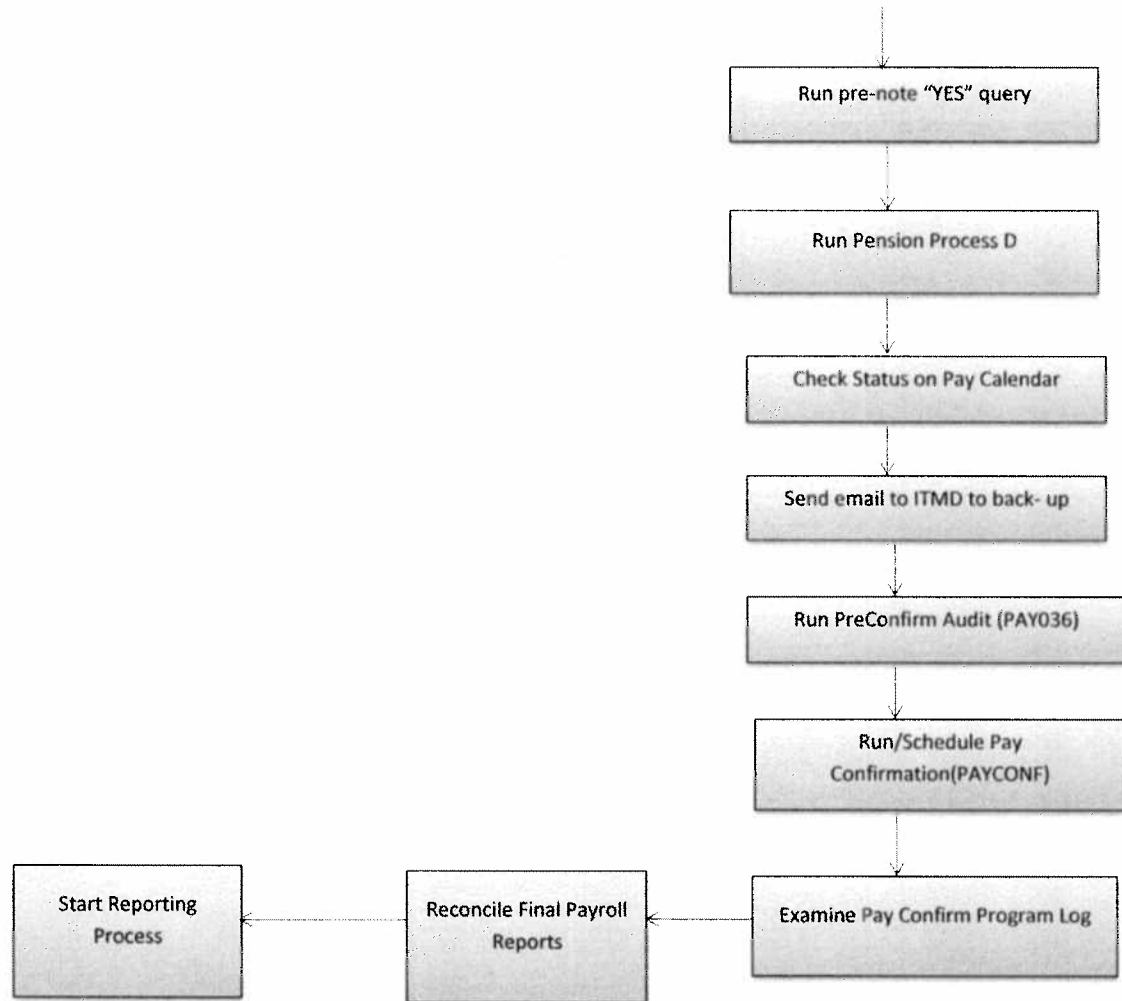 Run pre-note “YES” query
Run Pension Process D
Check Status on Pay Calendar
Send email to ITMD to back- up
Run PreConfirm Audit (PAY036)
Run/Schedule Pay
Confirmation(PAYCONF)
Examine Pay Confirm Program Log
Reconcile Final Payroll
Reports
Start Reporting
Process